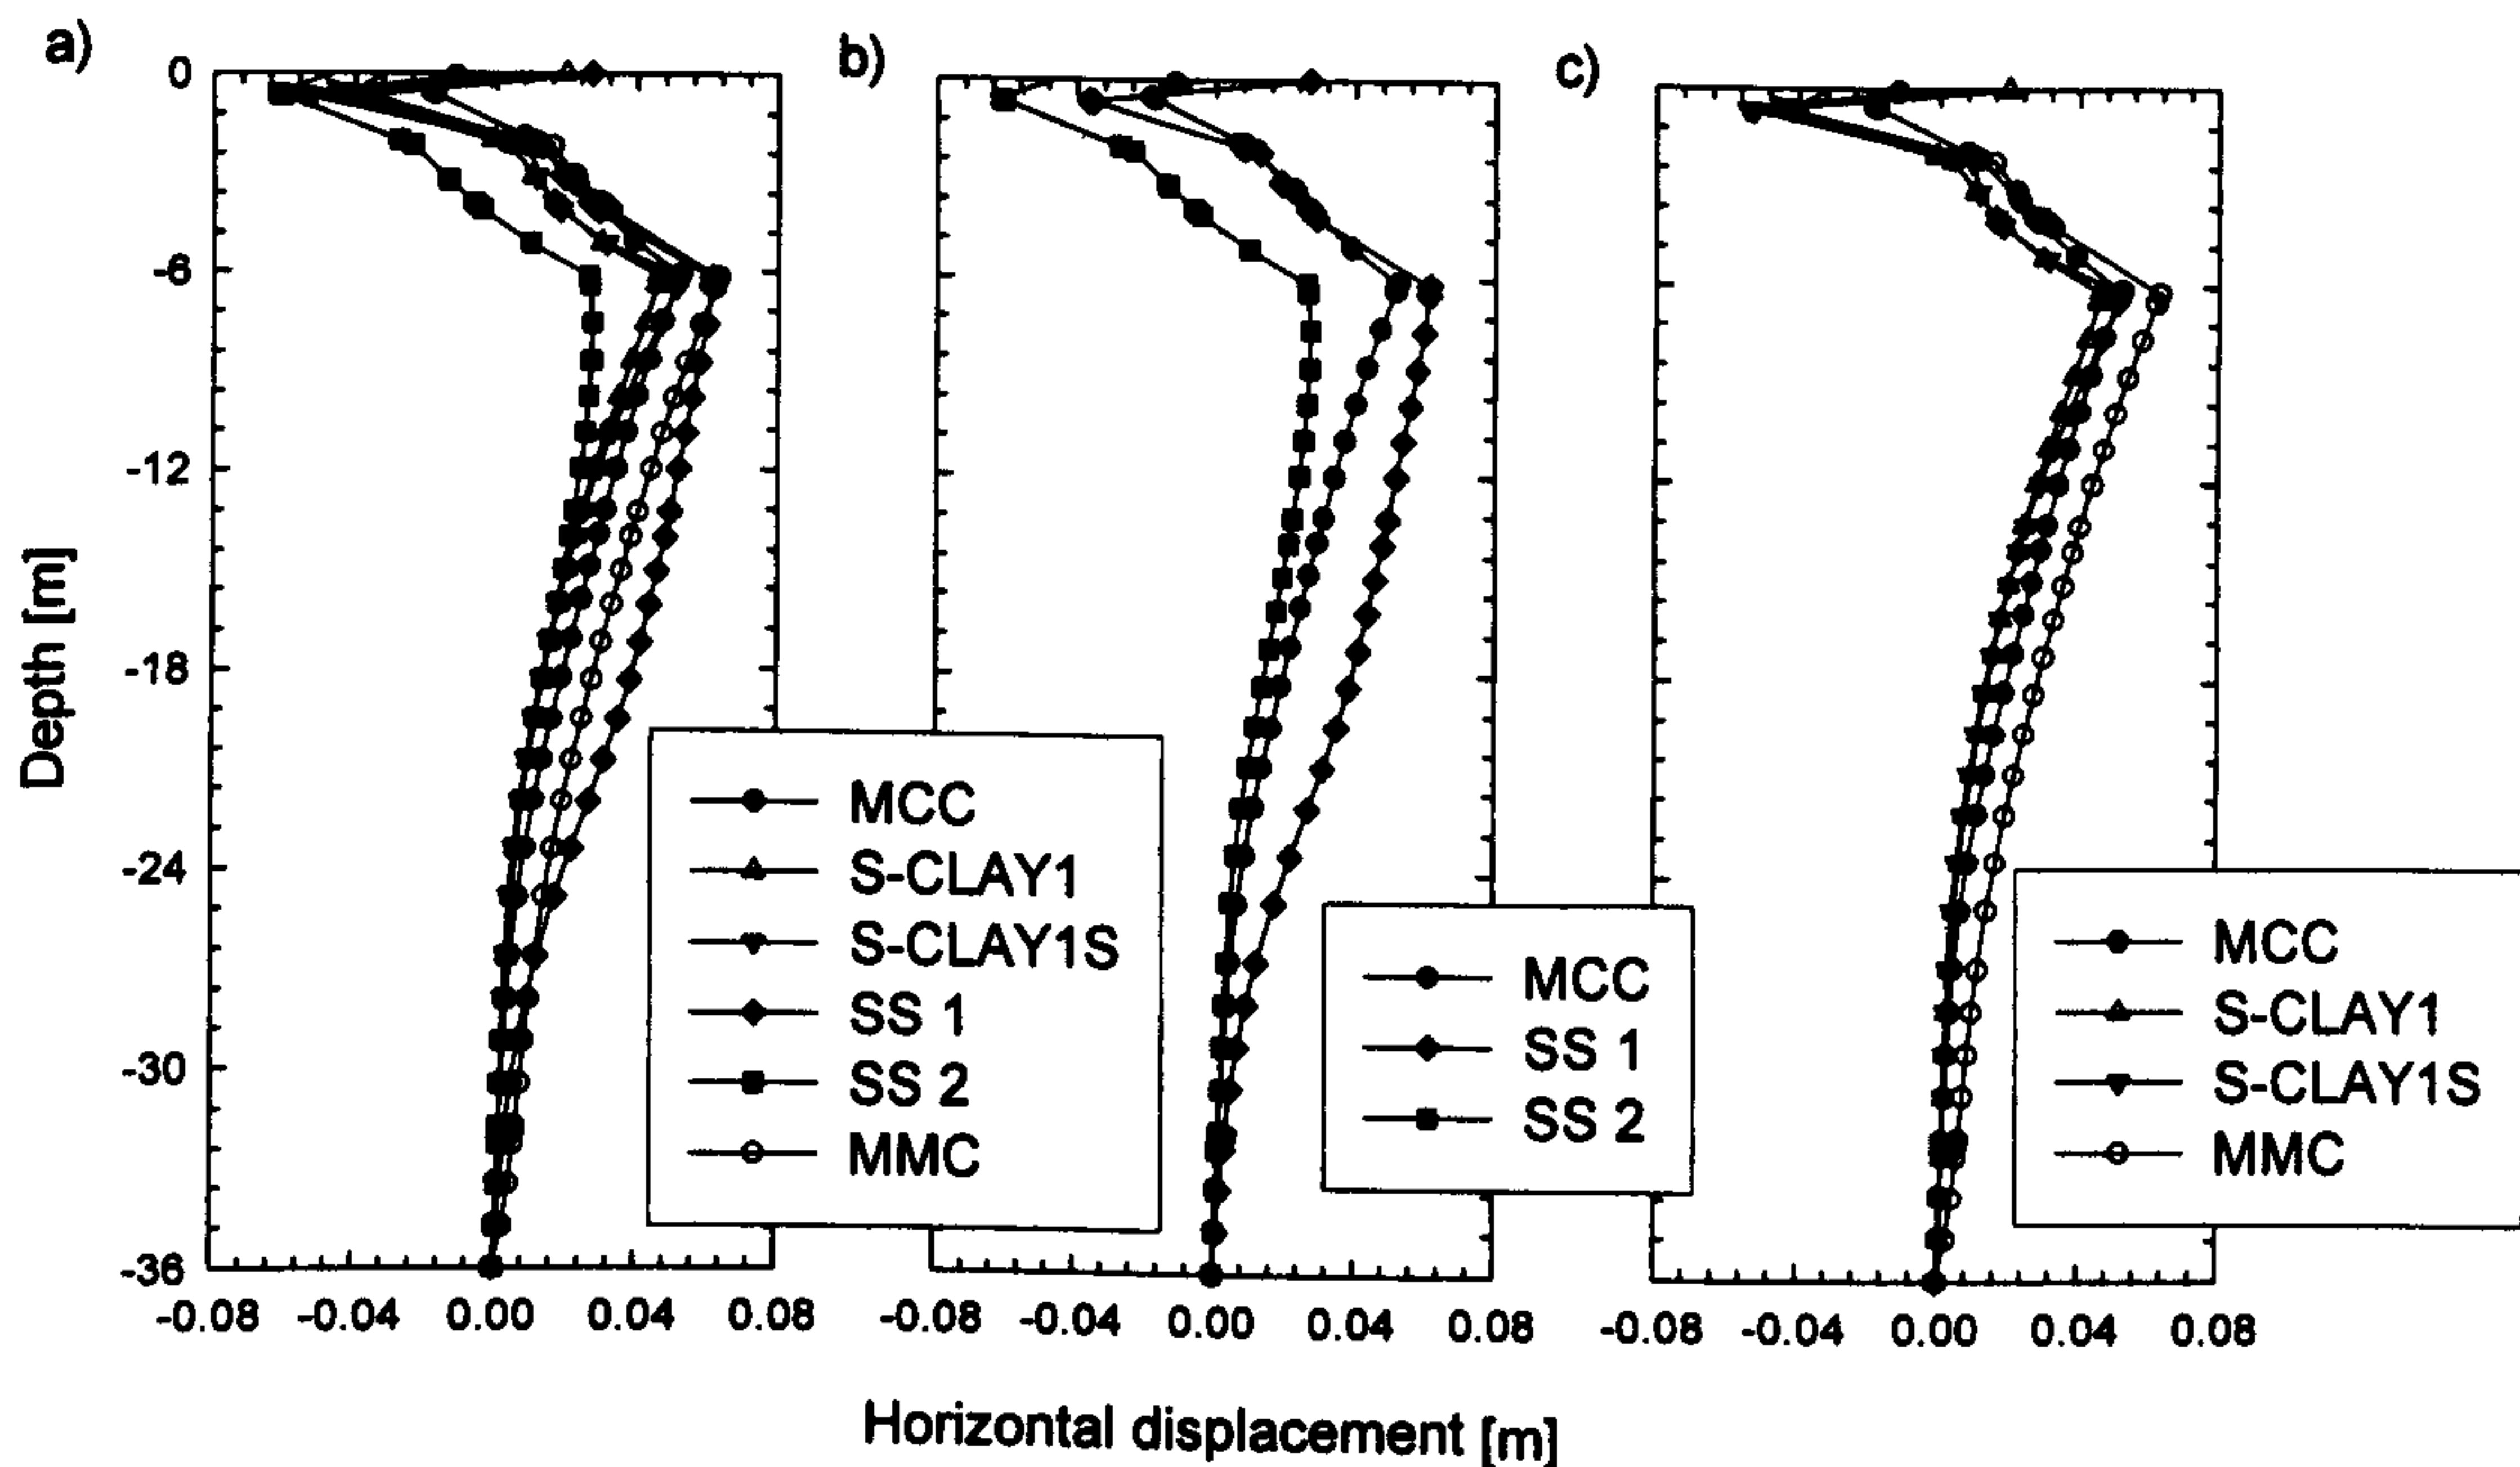 a)
b)
c)
0
-6
-12
-18
-24
-30
-36
Depth [m]
MCC
S-CLAY1
S-CLAY1S
SS 1
SS 2
MMC
MCC
SS 1
SS 2
MCC
S-CLAY1
S-CLAY1S
MMC
-0.08 -0.04 0.00 0.04 0.08
-0.08 -0.04 0.00 0.04 0.08
-0.08 -0.04 0.00 0.04 0.08
Horizontal displacement [m]